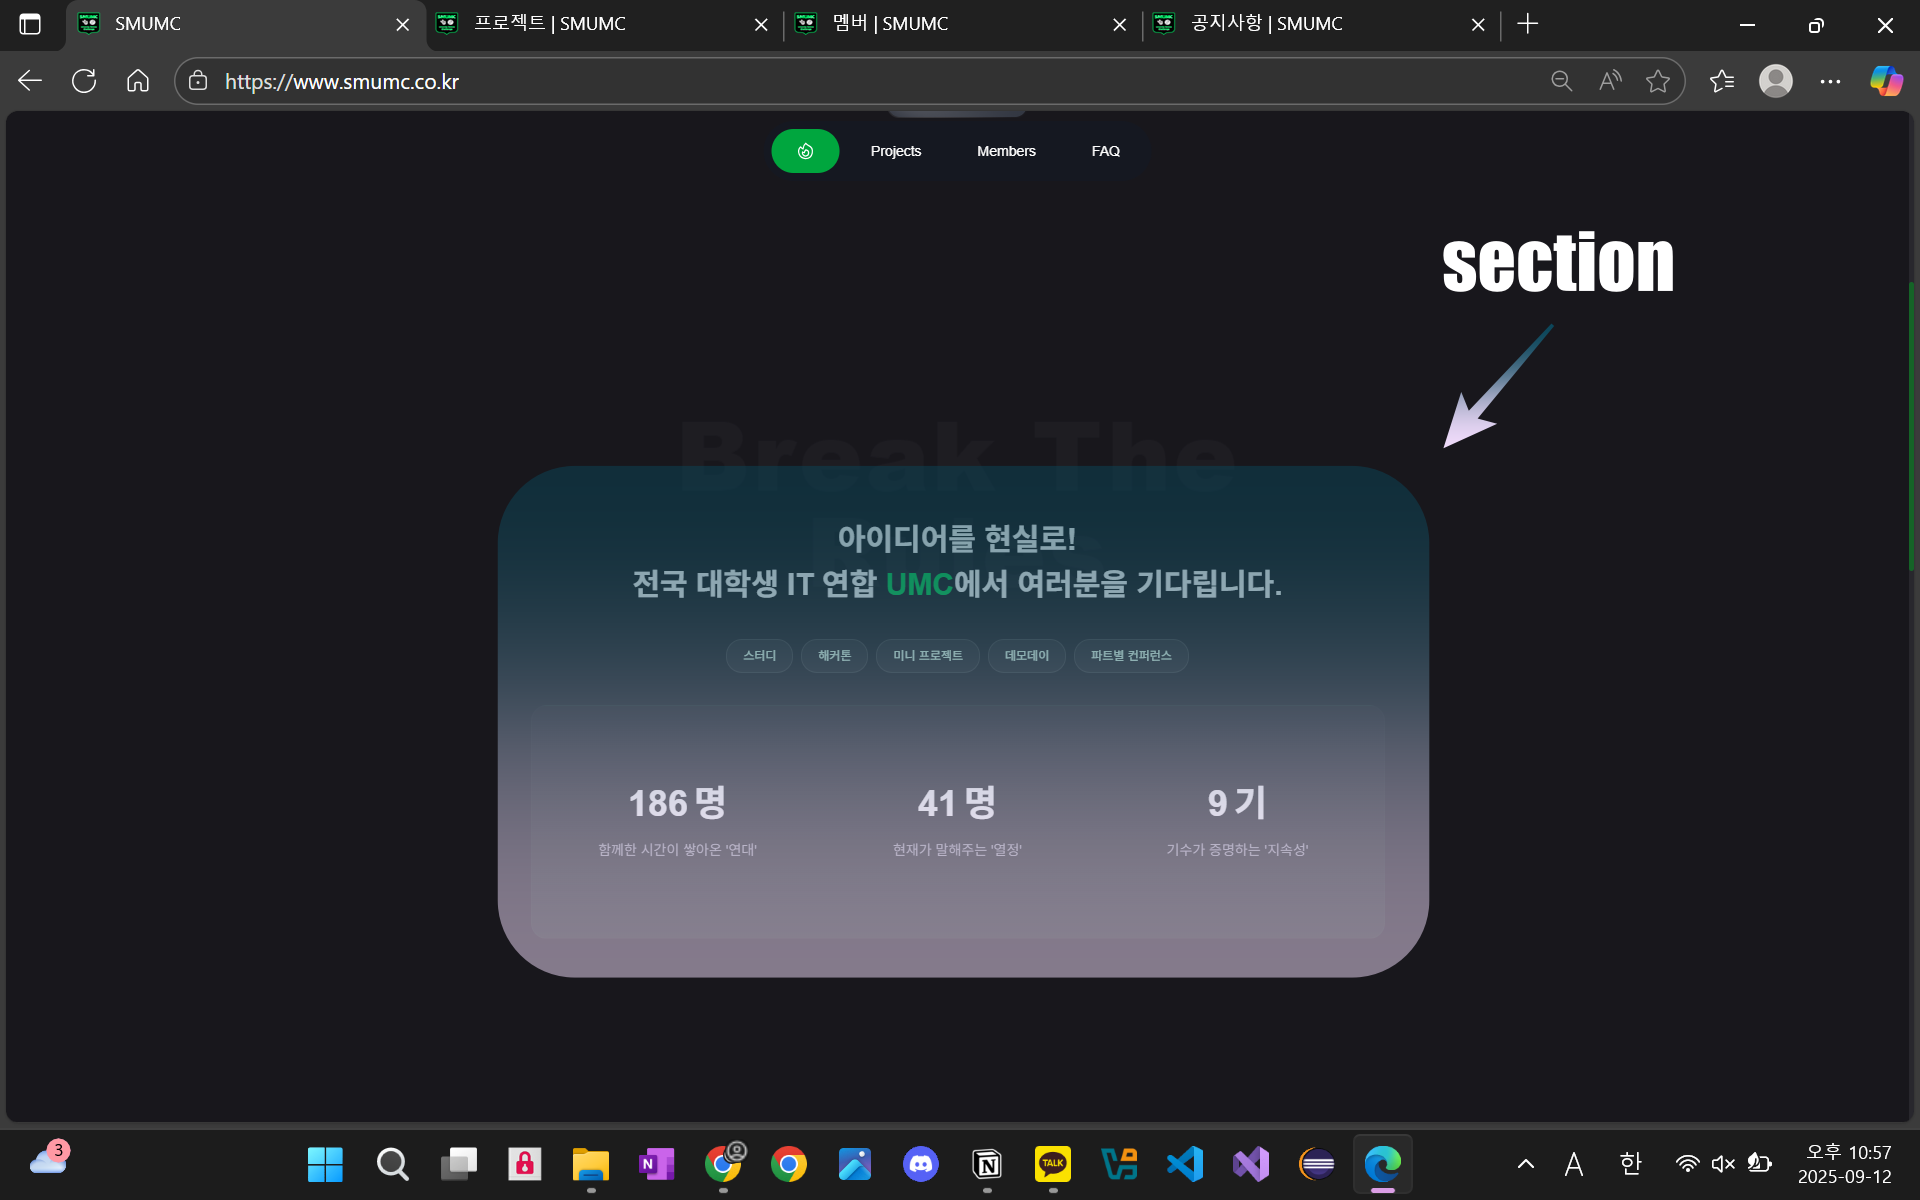 SMUMC
프로젝트 | SMUMC
멤버 | SMUMC
공지사항 | SMUMC
https://www.smumc.co.kr
Projects
Members
FAQ
section
Break The
아이디어를 현실로!
전국 대학생 IT 연합 UMC에서 여러분을 기다립니다.
스터디
해커톤
미니 프로젝트
데모데이
파트별 컨퍼런스
186 명
41 명
9 기
함께한 시간이 쌓아온 '연대'
현재가 말해주는 '열정'
기수가 증명하는 '지속성'
3
N
TALK
A
한
오후 10:57
2025-09-12